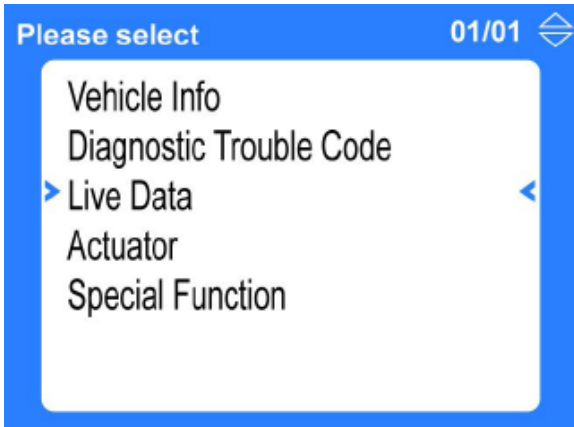 Please select 01/01
Vehicle Info
Diagnostic Trouble Code
> Live Data <
Actuator
Special Function